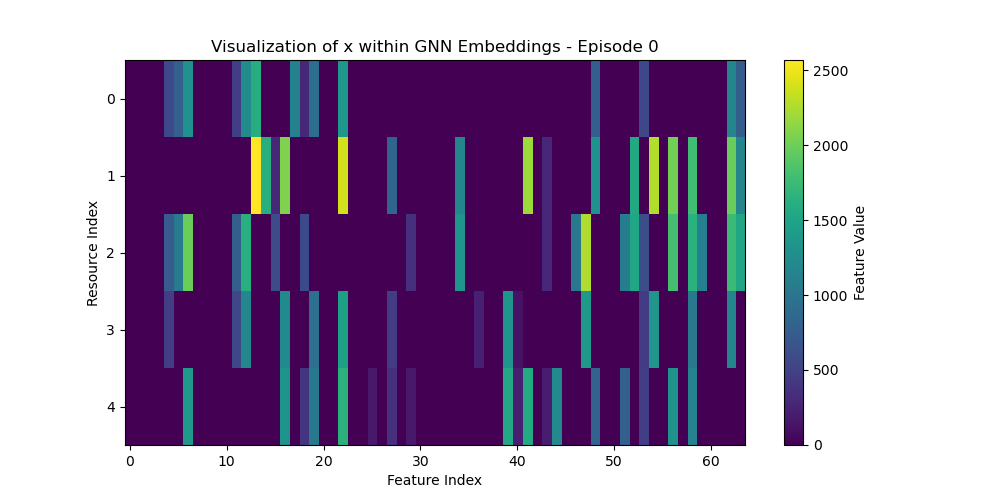 Visualization of x within GNN Embeddings - Episode 0
Resource Index
0
1
2
3
4
0 10 20 30 40 50 60
Feature Index
2500
2000
1500
1000
500
0
Feature Value